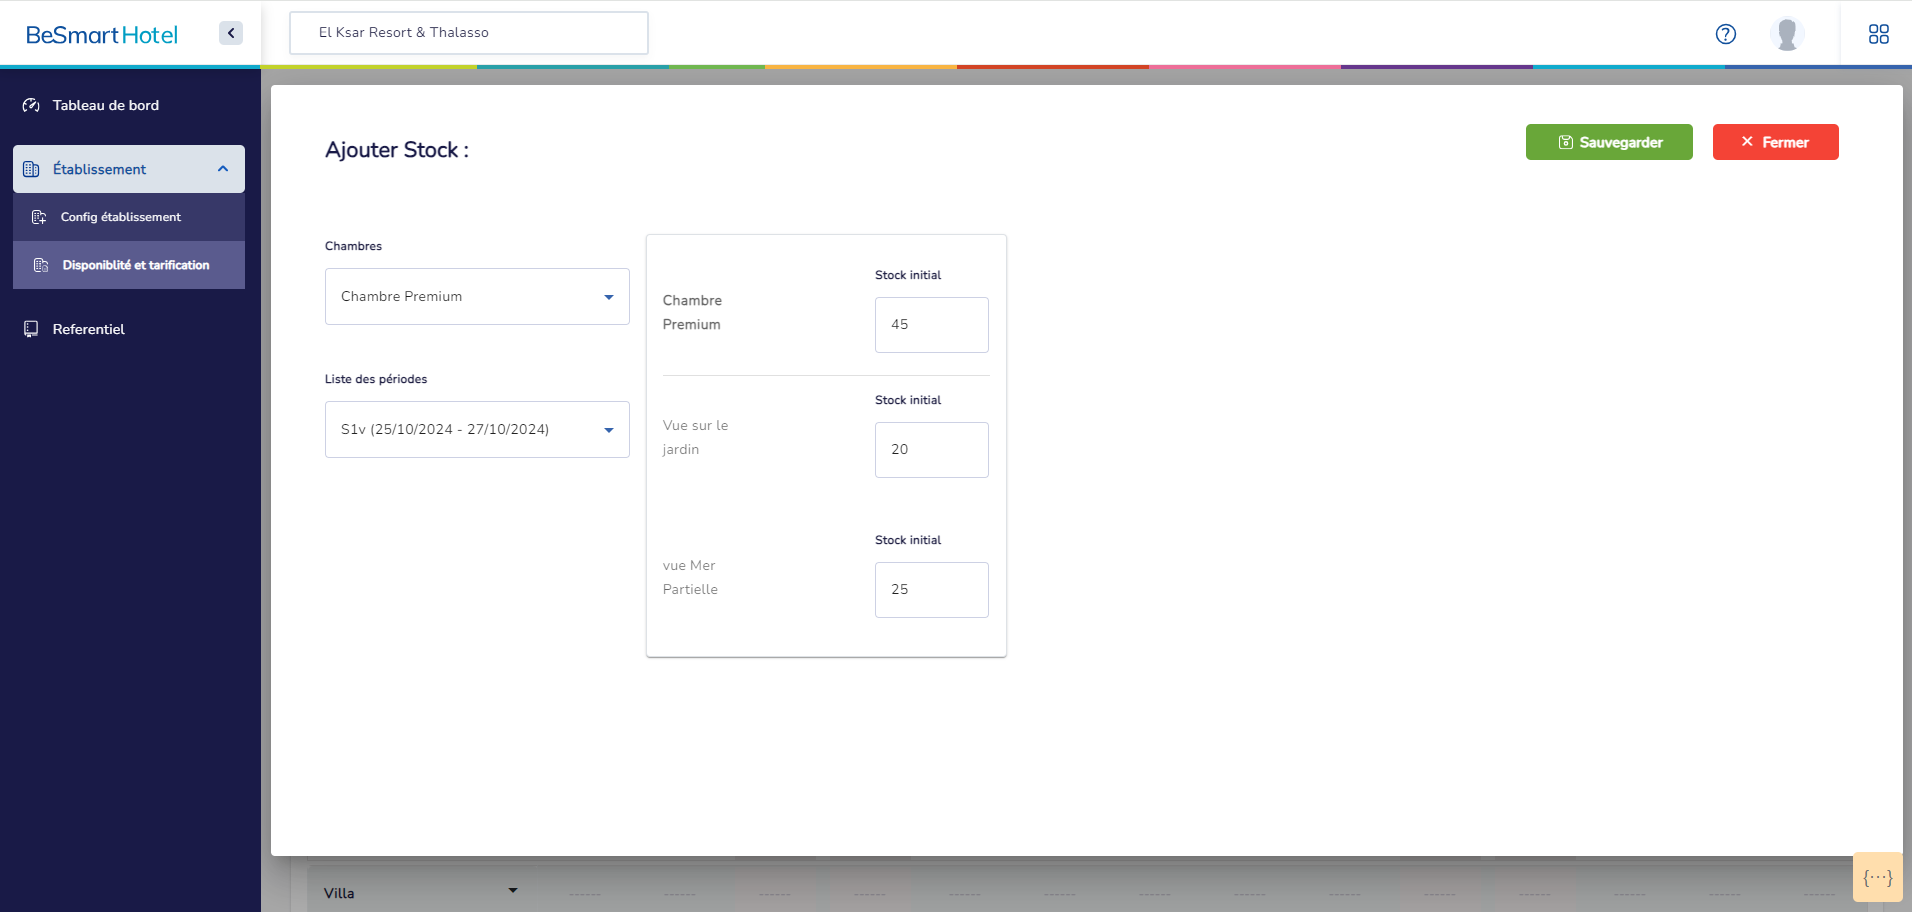 BeSmartHotel
El Ksar Resort & Thalasso
Tableau de bord
Établissement
Config établissement
Disponiblité et tarification
Referentiel
Ajouter Stock :
Sauvegarder
Fermer
Chambres
Chambre Premium
Liste des périodes
S1v (25/10/2024 - 27/10/2024)
Chambre
Premium
Stock initial
45
Vue sur le
jardin
Stock initial
20
vue Mer
Partielle
Stock initial
25
Villa
------ ------ ------ ------ ------ ------ ------ ------ ------ ------ ------ ------ ------ ------
{···}